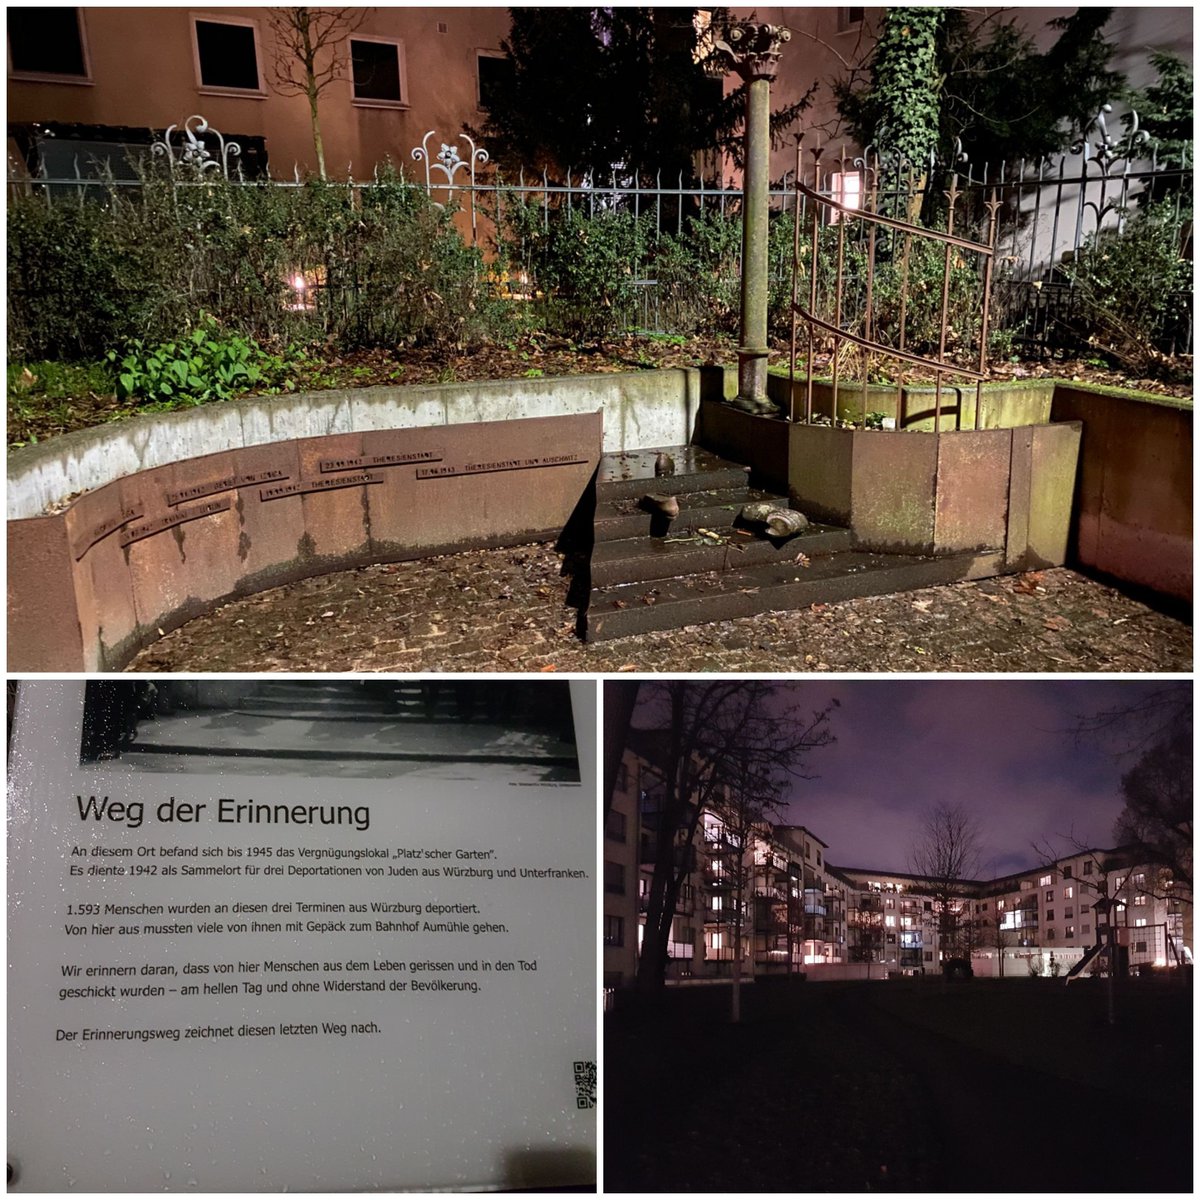 23.09.1942 THERESIENSTADT
THERESIENSTADT
17.06.1943 THERESIENSTADT UND AUSCHWITZ
Weg der Erinnerung
An diesem Ort befand sich bis 1945 das Vergnügungslokal „Platz'scher Garten“.
Es diente 1942 als Sammelort für drei Deportationen von Juden aus Würzburg und Unterfranken.
1.593 Menschen wurden an diesen drei Terminen aus Würzburg deportiert.
Von hier aus mussten viele von ihnen mit Gepäck zum Bahnhof Aumühle gehen.
Wir erinnern daran, dass von hier Menschen aus dem Leben gerissen und in den Tod
geschickt wurden – am hellen Tag und ohne Widerstand der Bevölkerung.
Der Erinnerungsweg zeichnet diesen letzten Weg nach.